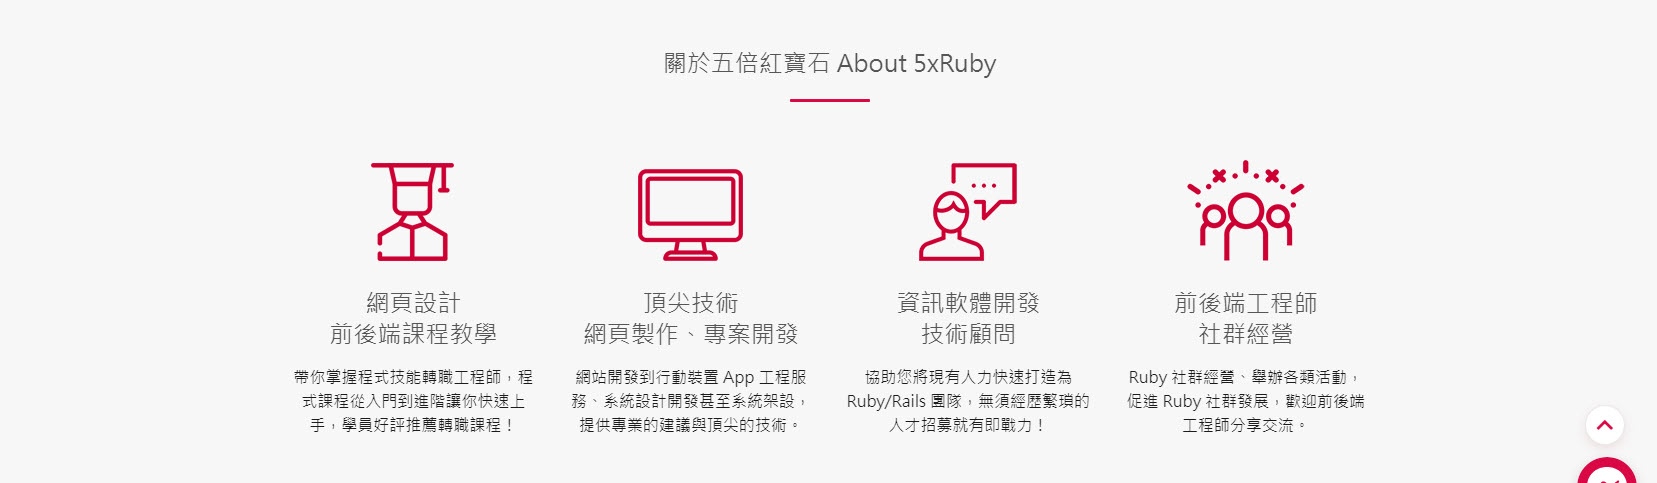 關於五倍紅寶石 About 5xRuby
網頁設計
前後端課程教學
帶你掌握程式技能轉職工程師，程
式課程從入門到進階讓你快速上
手，學員好評推薦轉職課程！
頂尖技術
網頁製作、專案開發
網站開發到行動裝置 App 工程服
務、系統設計開發甚至系統架設，
提供專業的建議與頂尖的技術。
資訊軟體開發
技術顧問
協助您將現有人力快速打造為
Ruby/Rails 團隊，無須經歷繁瑣的
人才招募就有即戰力！
前後端工程師
社群經營
Ruby 社群經營、舉辦各類活動，
促進 Ruby 社群發展，歡迎前後端
工程師分享交流。